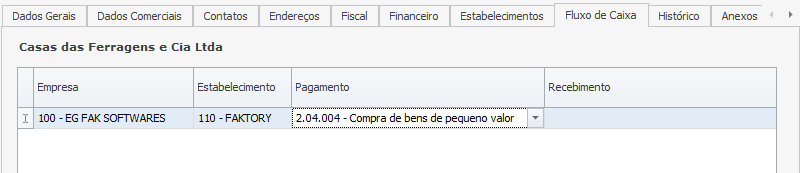 Dados Gerais Dados Comerciais Contatos Endereços Fiscal Financeiro Estabelecimentos Fluxo de Caixa Histórico Anexos
Casas das Ferragens e Cia Ltda
Empresa Estabelecimento Pagamento Recebimento
100 - EG FAK SOFTWARES 110 - FAKTORY 2.04.004 - Compra de bens de pequeno valor